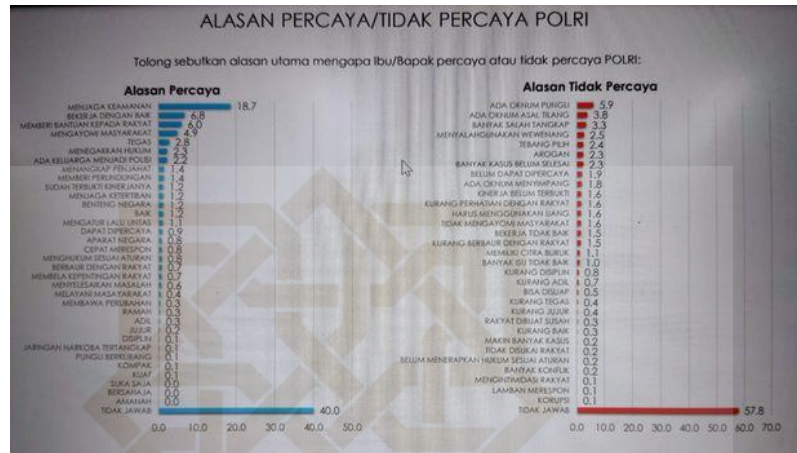 ALASAN PERCAYA/TIDAK PERCAYA POLRI
Tolong sebutkan alasan utama mengapa Ibu/Bapak percaya atau tidak percaya POLRI:
Alasan Percaya
MENJAGA KEAMANAN 18.7
BEKERJA DENGAN BAIK 6.8
MEMBERI BANTUAN KEPADA RAKYAT 6.0
MENGAYOMI MASYARAKAT 4.9
TEGAS 2.8
MENEGAKKAN HUKUM 2.3
ADA KELUARGA MENJADI POLISI 2.2
MENANGKAP PENJAHAT 1.4
MEMBERI PERLINDUNGAN 1.4
SUDAH TERBUKTI KINERJANYA 1.2
MENJAGA KETERTIBAN 1.2
BENTENG NEGARA 1.2
BAIK 1.2
MENGATUR LALU LINTAS 1.1
DAPAT DIPERCAYA 0.9
APARAT NEGARA 0.8
CEPAT MERESPON 0.8
MENGHUKUM SESUAI ATURAN 0.8
BERBAUR DENGAN RAKYAT 0.7
MEMBELA KEPENTINGAN RAKYAT 0.7
MENYELESAIKAN MASALAH 0.6
MELAYANI MASAYARAKAT 0.4
MEMBAWA PERUBAHAN 0.3
RAMAH 0.3
ADIL 0.3
JUJUR 0.2
DISIPLIN 0.1
JARINGAN NARKOBA TERTANGKAP 0.1
PUNGLI BERKURANG 0.1
KOMPAK 0.1
KUAT 0.1
SUKA SAJA 0.0
BERSAHAJA 0.0
AMANAH 0.0
TIDAK JAWAB 40.0
0.0 10.0 20.0 30.0 40.0 50.0
Alasan Tidak Percaya
ADA OKNUM PUNGLI 5.9
ADA OKNUM ASAL TILANG 3.8
BANYAK SALAH TANGKAP 3.3
MENYALAHGUNAKAN WEWENANG 2.5
TEBANG PILIH 2.4
AROGAN 2.3
BANYAK KASUS BELUM SELESAI 2.3
BELUM DAPAT DIPERCAYA 1.9
ADA OKNUM MENYIMPANG 1.8
KINERJA BELUM TERBUKTI 1.6
KURANG PERHATIAN DENGAN RAKYAT 1.6
HARUS MENGGUNAKAN UANG 1.6
TIDAK MENGAYOMI MASYARAKAT 1.6
BEKERJA TIDAK BAIK 1.5
KURANG BERBAUR DENGAN RAKYAT 1.5
MEMILIKI CITRA BURUK 1.1
BANYAK ISU TIDAK BAIK 1.0
KURANG DISIPLIN 0.8
KURANG ADIL 0.7
BISA DISUAP 0.5
KURANG TEGAS 0.4
KURANG JUJUR 0.4
RAKYAT DIBUAT SUSAH 0.3
KURANG BAIK 0.3
MAKIN BANYAK KASUS 0.2
TIDAK DISUKAI RAKYAT 0.2
BELUM MENERAPKAN HUKUM SESUAI ATURAN 0.2
BANYAK KONFLIK 0.2
MENGINTIMIDASI RAKYAT 0.1
LAMBAN MERESPON 0.1
KORUPSI 0.1
TIDAK JAWAB 57.8
0.0 10.0 20.0 30.0 40.0 50.0 60.0 70.0